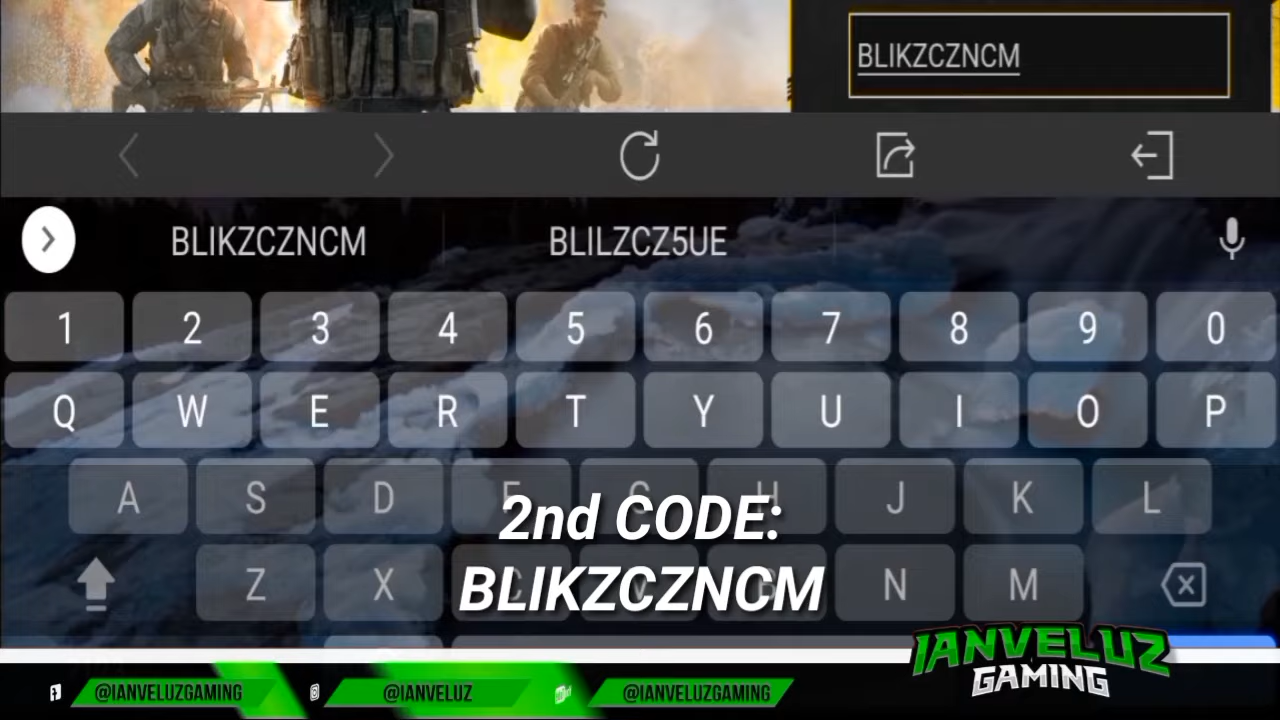 BLIKZCZNCM
BLIKZCZNCM BLILZCZ5UE
1 2 3 4 5 6 7 8 9 0
Q W E R T Y U I O P
A S D F G H J K L
2nd CODE:
Z X C V B N M
BLIKZCZNCM
IANVELUZ
GAMING
@IANVELUZGAMING @IANVELUZ @IANVELUZGAMING